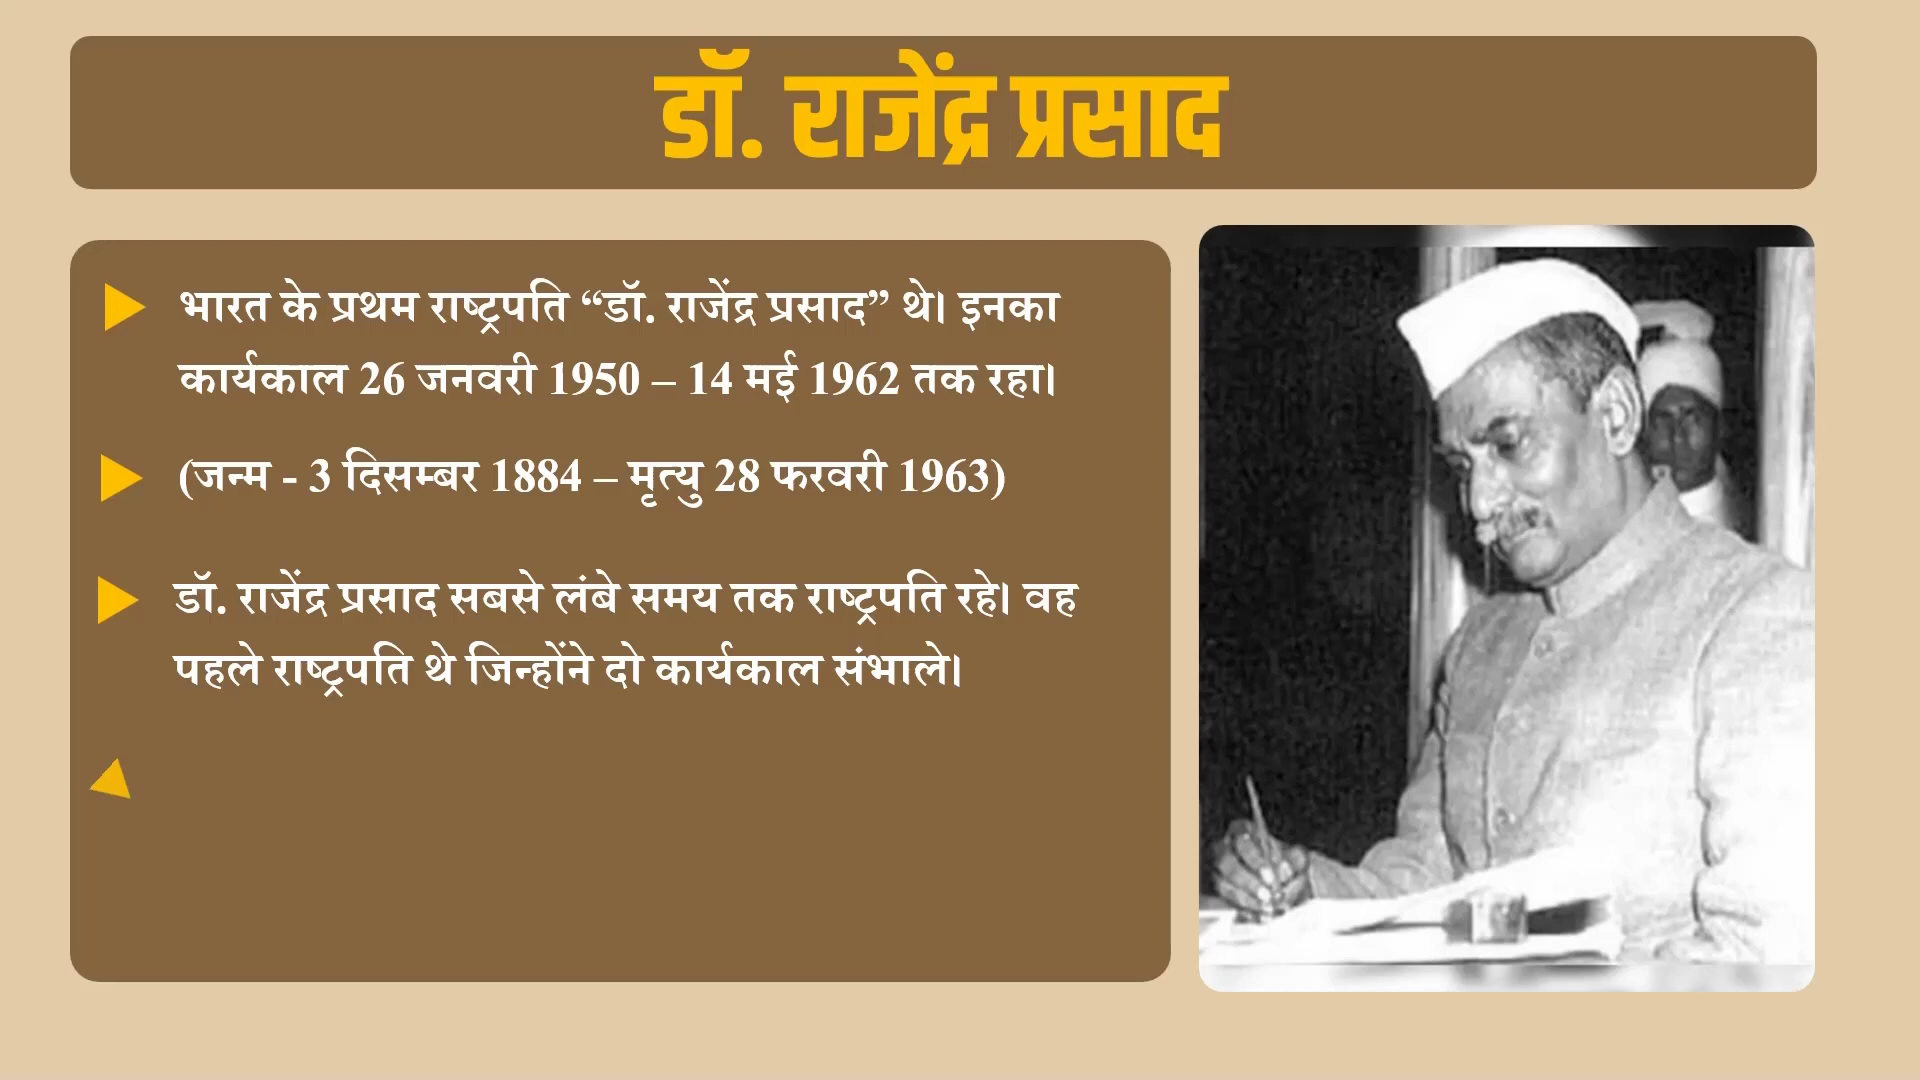 डॉ. राजेंद्र प्रसाद
भारत के प्रथम राष्ट्रपति “डॉ. राजेंद्र प्रसाद” थे। इनका
कार्यकाल 26 जनवरी 1950 – 14 मई 1962 तक रहा।
(जन्म - 3 दिसम्बर 1884 – मृत्यु 28 फरवरी 1963)
डॉ. राजेंद्र प्रसाद सबसे लंबे समय तक राष्ट्रपति रहे। वह
पहले राष्ट्रपति थे जिन्होंने दो कार्यकाल संभाले।